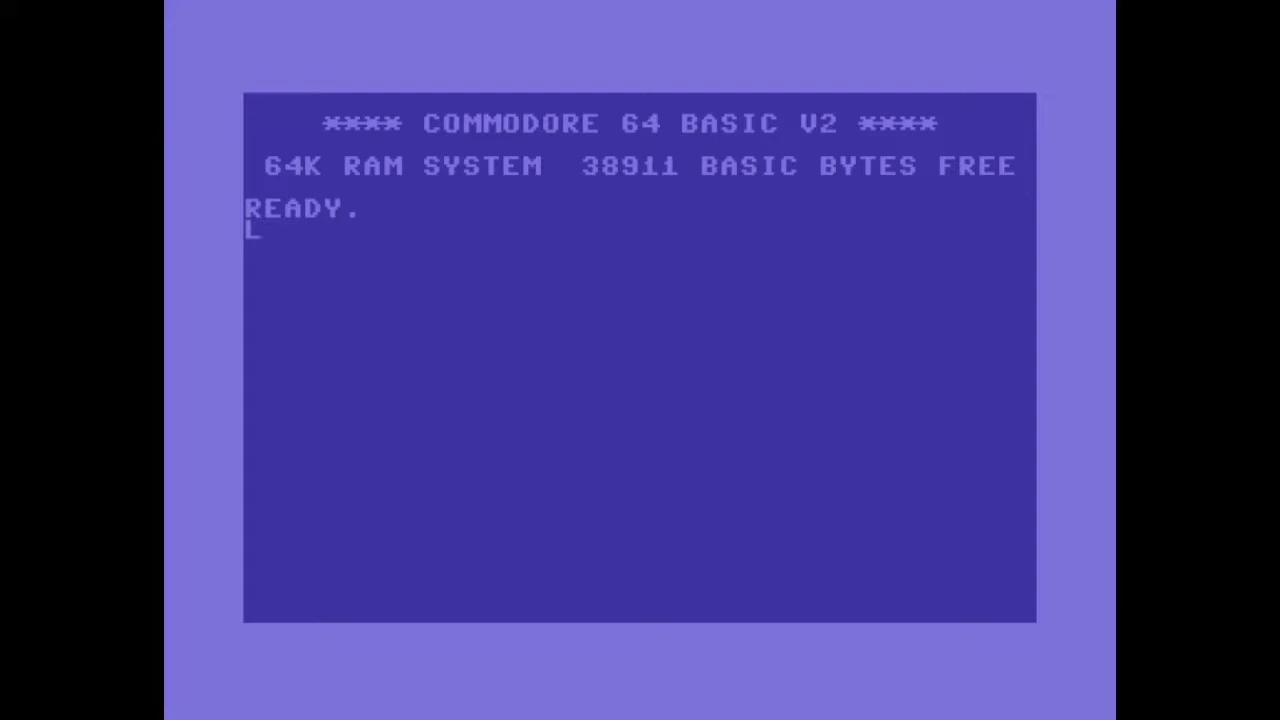 **** COMMODORE 64 BASIC V2 ****
64K RAM SYSTEM  38911 BASIC BYTES FREE
READY.
L